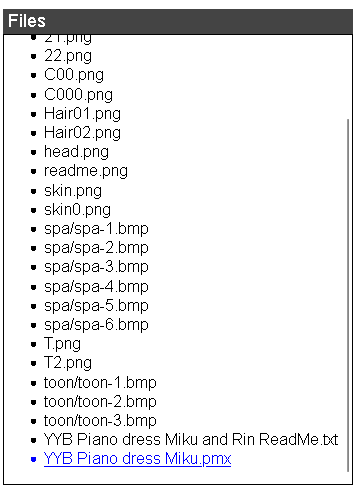 Files
21.png
22.png
C00.png
C000.png
Hair01.png
Hair02.png
head.png
readme.png
skin.png
skin0.png
spa/spa-1.bmp
spa/spa-2.bmp
spa/spa-3.bmp
spa/spa-4.bmp
spa/spa-5.bmp
spa/spa-6.bmp
T.png
T2.png
toon/toon-1.bmp
toon/toon-2.bmp
toon/toon-3.bmp
YYB Piano dress Miku and Rin ReadMe.txt
YYB Piano dress Miku.pmx